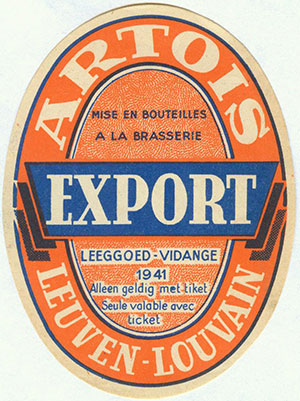 ARTOIS
MISE EN BOUTEILLES
A LA BRASSERIE
EXPORT
LEEGGOED-VIDANGE
1941
Alleen geldig met tiket
Seule valable avec
ticket
LEUVEN-LOUVAIN